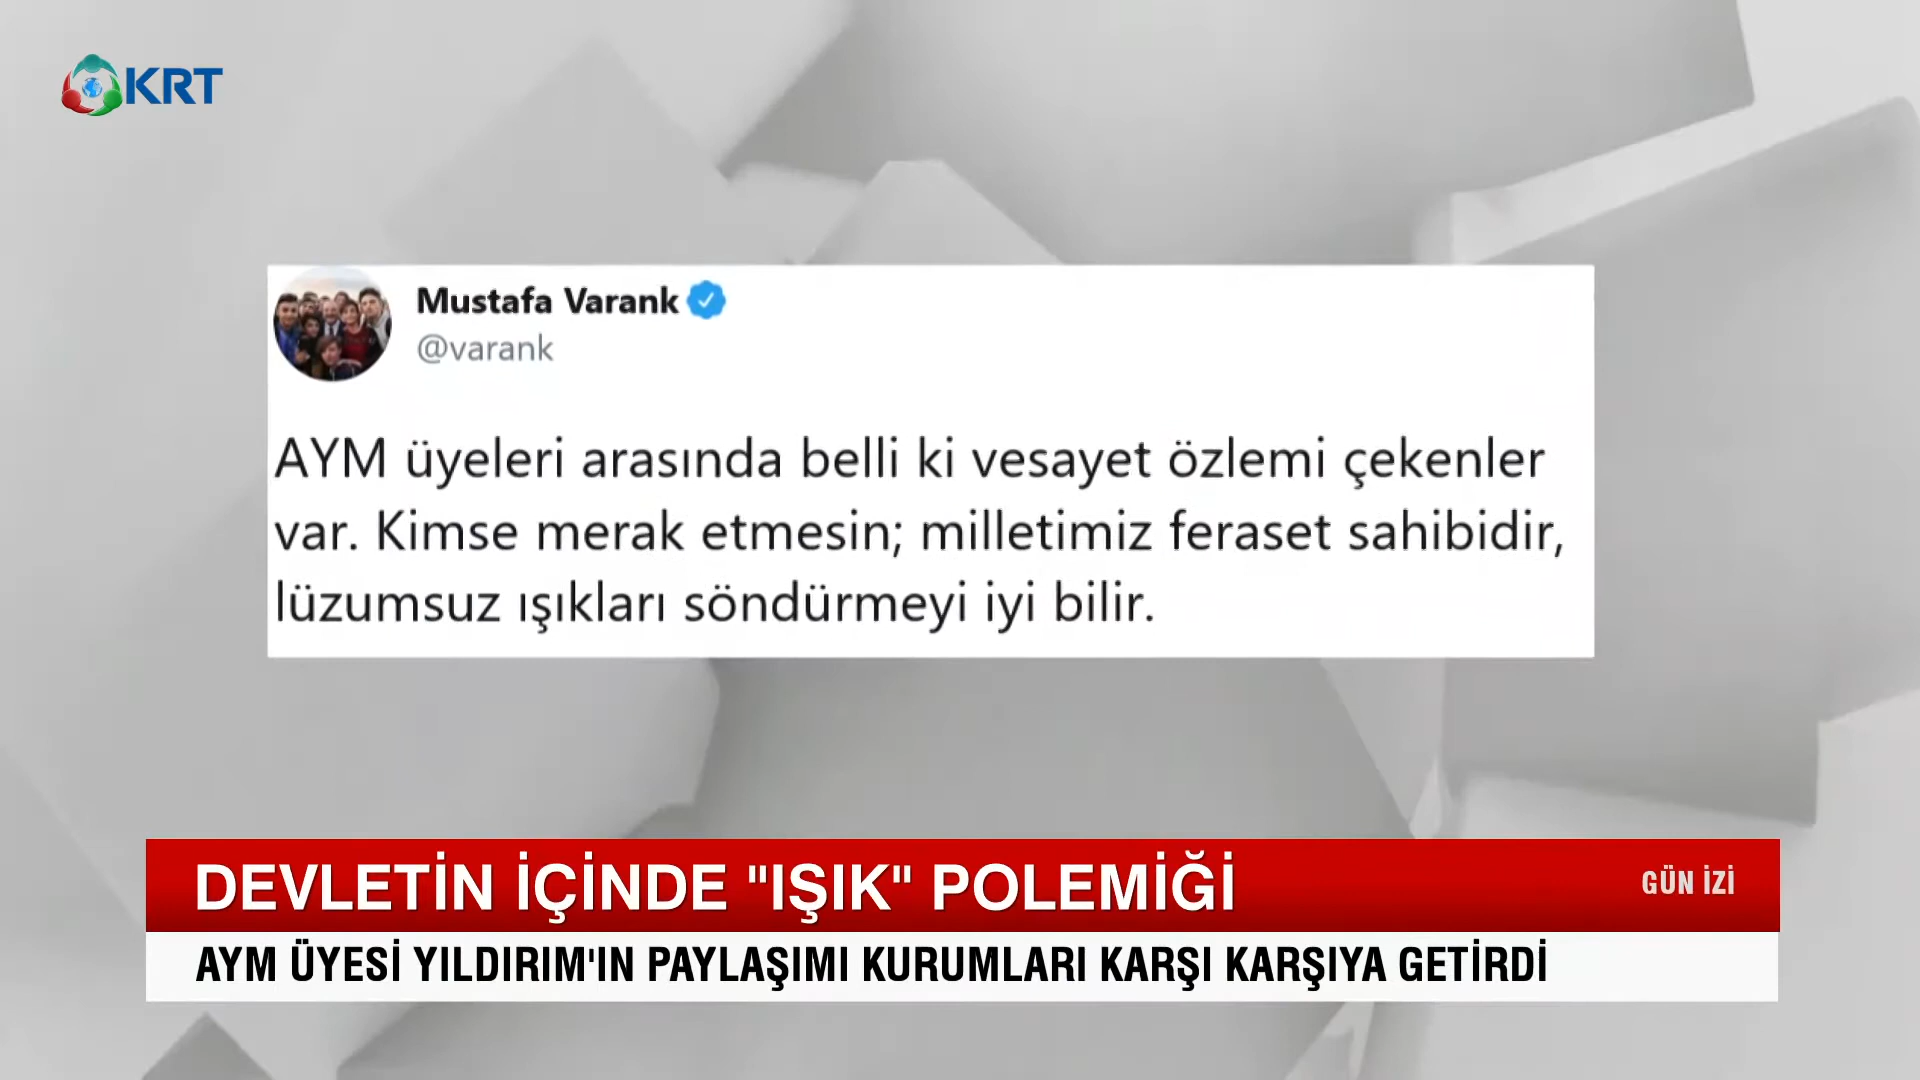 KRT
Mustafa Varank
@varank
AYM üyeleri arasında belli ki vesayet özlemi çekenler
var. Kimse merak etmesin; milletimiz feraset sahibidir,
lüzumsuz ışıkları söndürmeyi iyi bilir.
DEVLETİN İÇİNDE "IŞIK" POLEMİĞİ
GÜN İZİ
AYM ÜYESİ YILDIRIM'IN PAYLAŞIMI KURUMLARI KARŞI KARŞIYA GETİRDİ